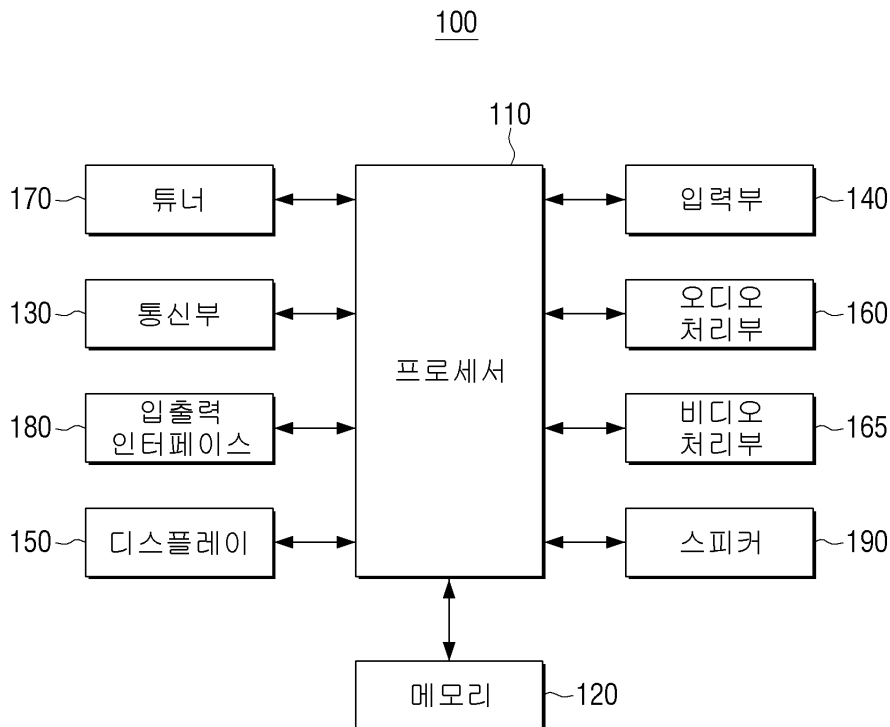 100
110
170
튜너
입력부
140
130
통신부
오디오
처리부
160
프로세서
180
입출력
인터페이스
비디오
처리부
165
150
디스플레이
스피커
190
메모리
120